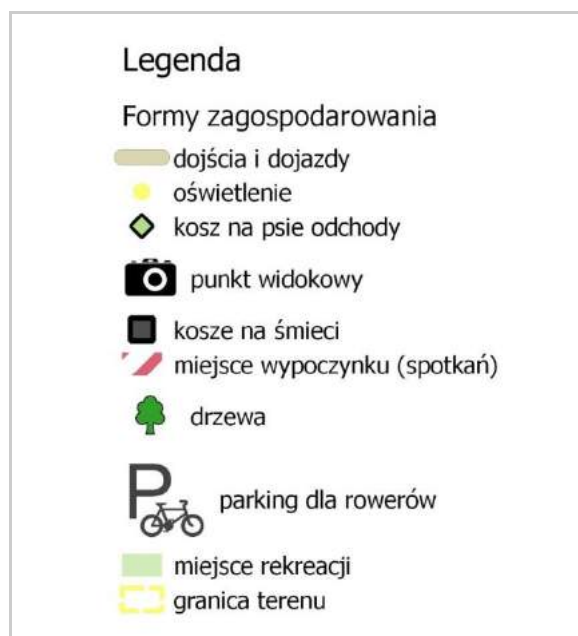 Legenda
Formy zagospodarowania
dojścia i dojazdy
oświetlenie
kosz na psie odchody
punkt widokowy
kosze na śmieci
miejsce wypoczynku (spotkań)
drzewa
P parking dla rowerów
miejsce rekreacji
granica terenu